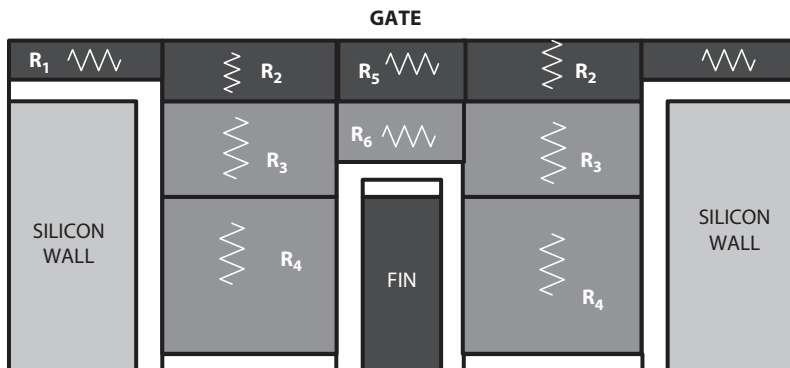 GATE
R₁
R₂
R₅
R₂
R₆
R₃
R₃
SILICON
WALL
R₄
FIN
R₄
SILICON
WALL